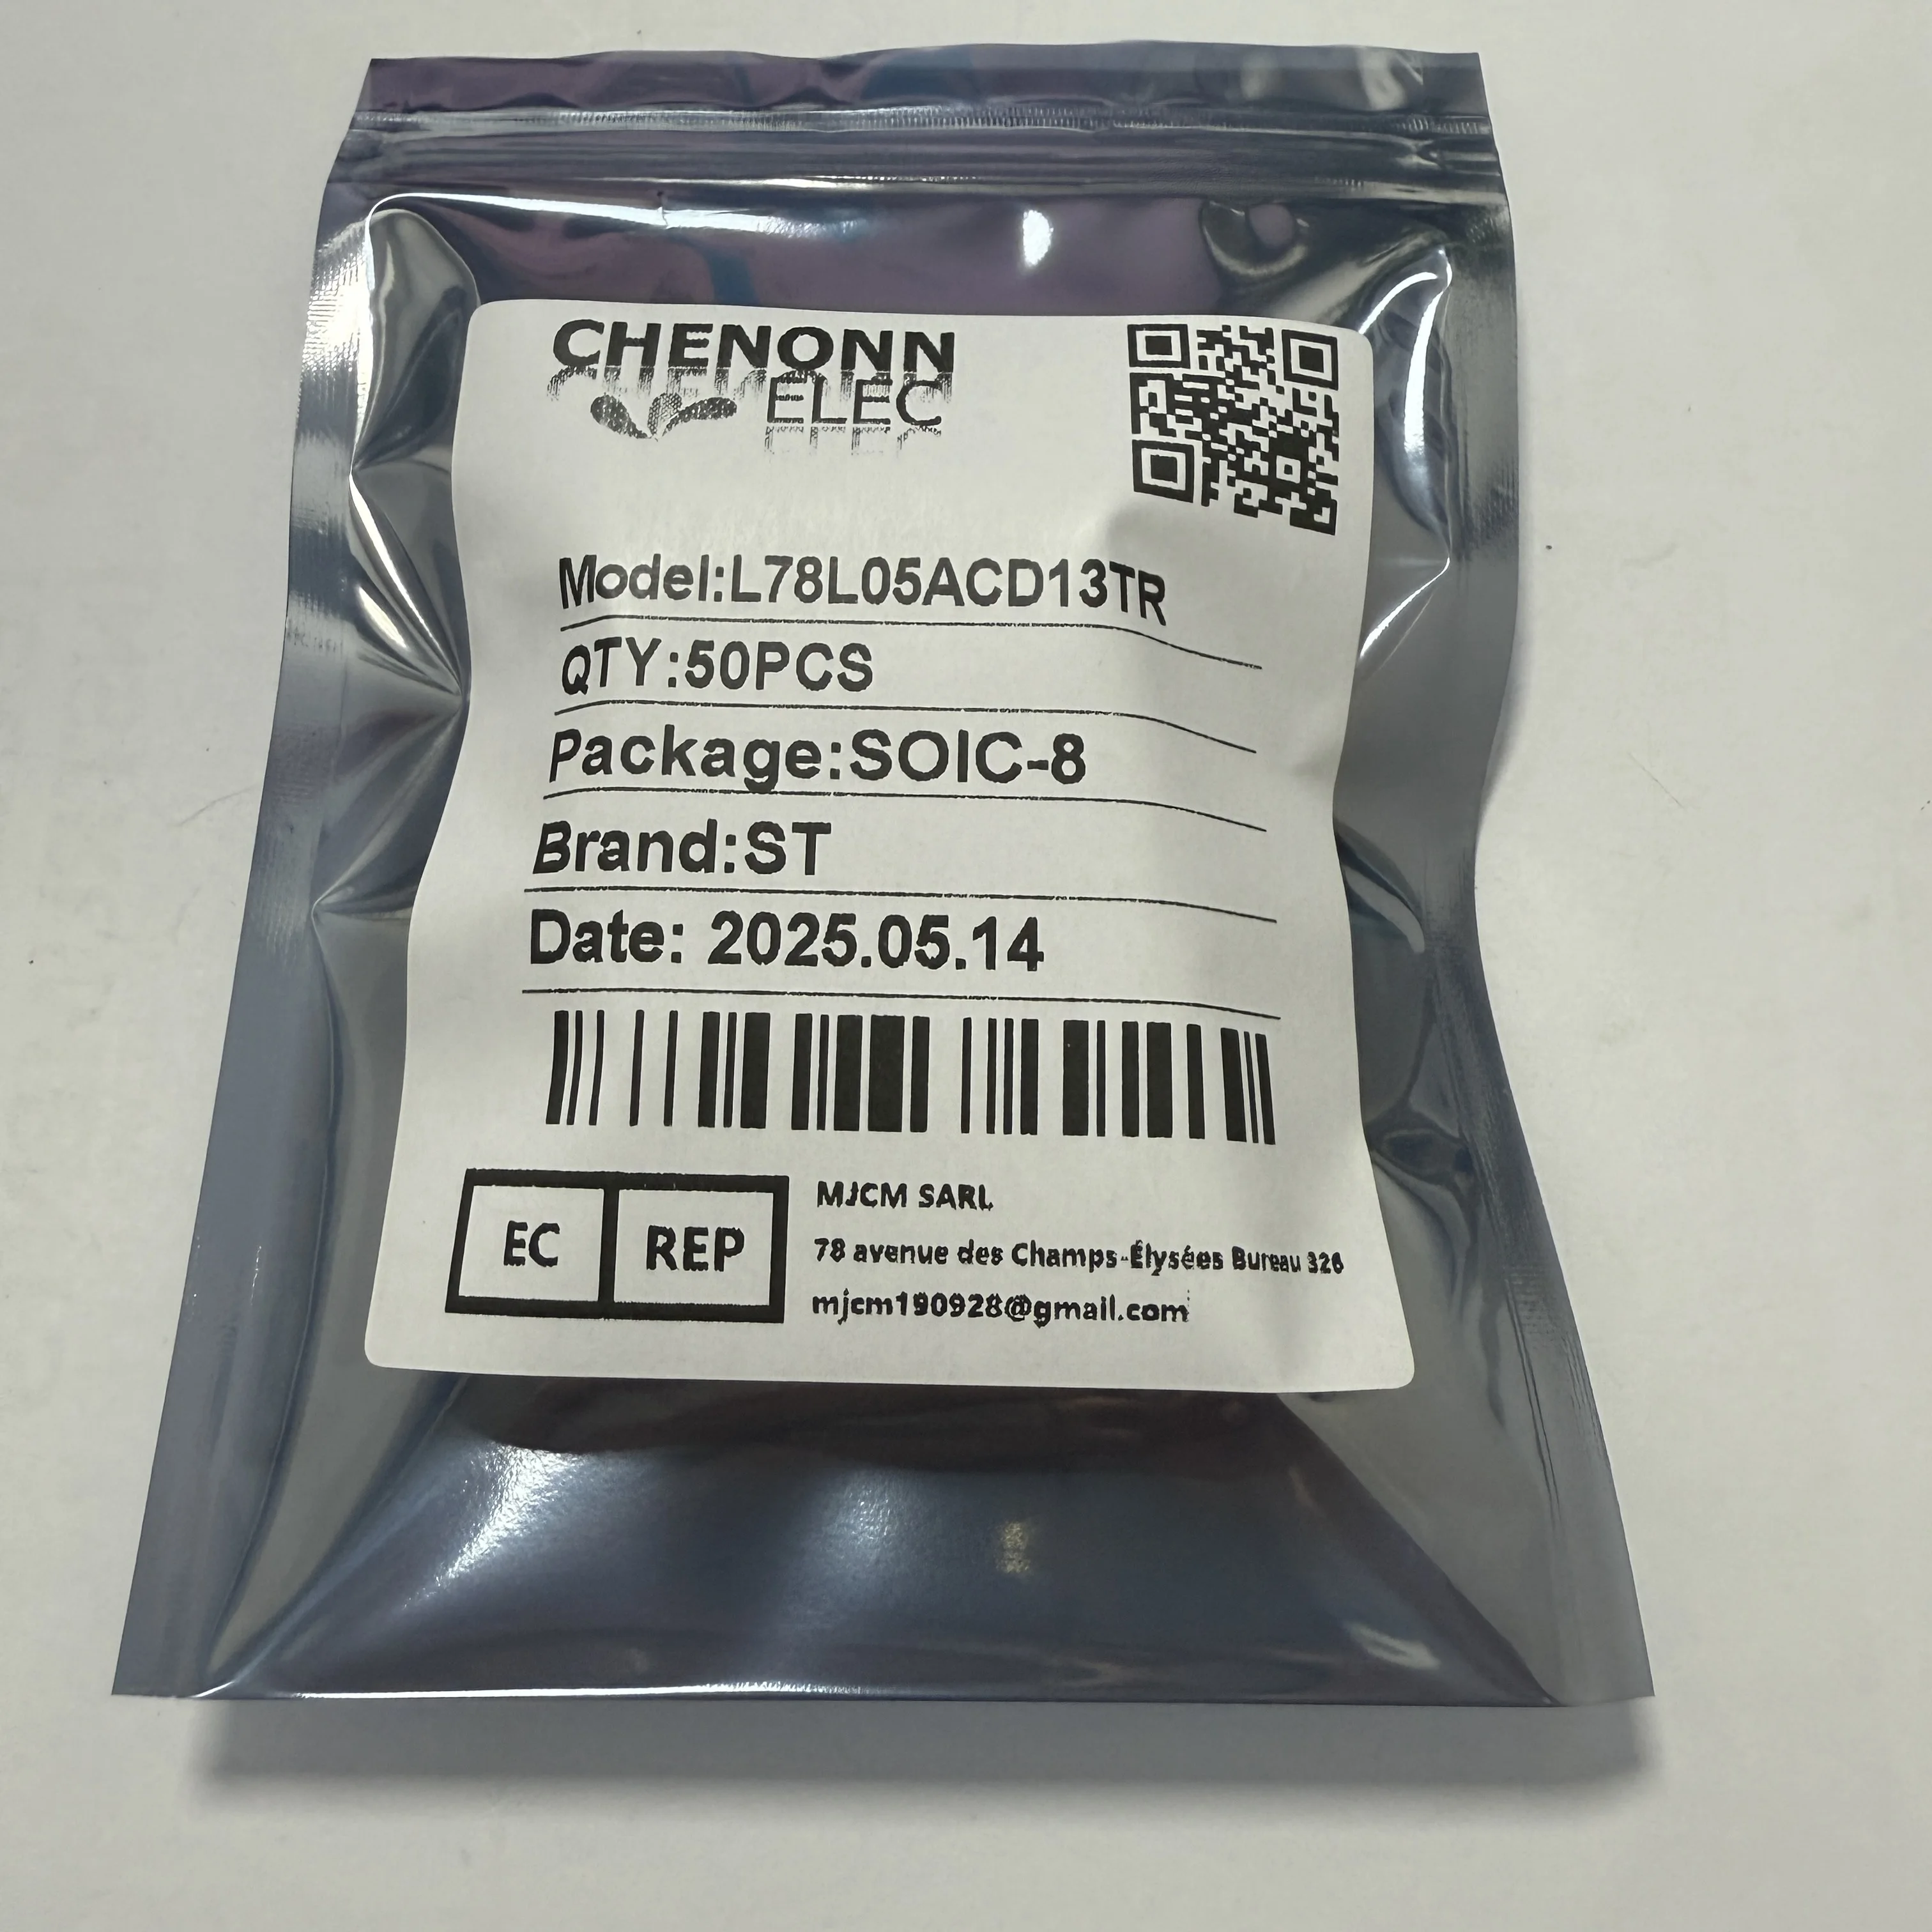 CHENONN
ELEC
Model:L78L05ACD13TR
QTY:50PCS
Package:SOIC-8
Brand:ST
Date: 2025.05.14
EC REP
MJCM SARL
78 avenue des Champs-Élysées Bureau 326
mjcm190928@gmail.com